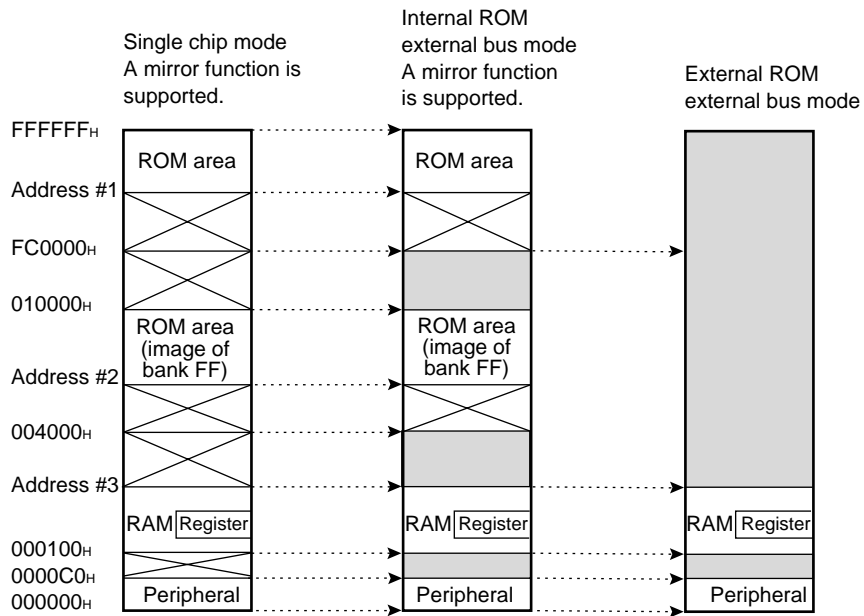 Single chip mode
A mirror function is
supported.
Internal ROM
external bus mode
A mirror function
is supported.
External ROM
external bus mode
FFFFFFH
ROM area
ROM area
Address #1
FC0000H
010000H
ROM area
(image of
bank FF)
ROM area
(image of
bank FF)
Address #2
004000H
Address #3
RAM Register
RAM Register
RAM Register
000100H
0000C0H
Peripheral
Peripheral
Peripheral
000000H